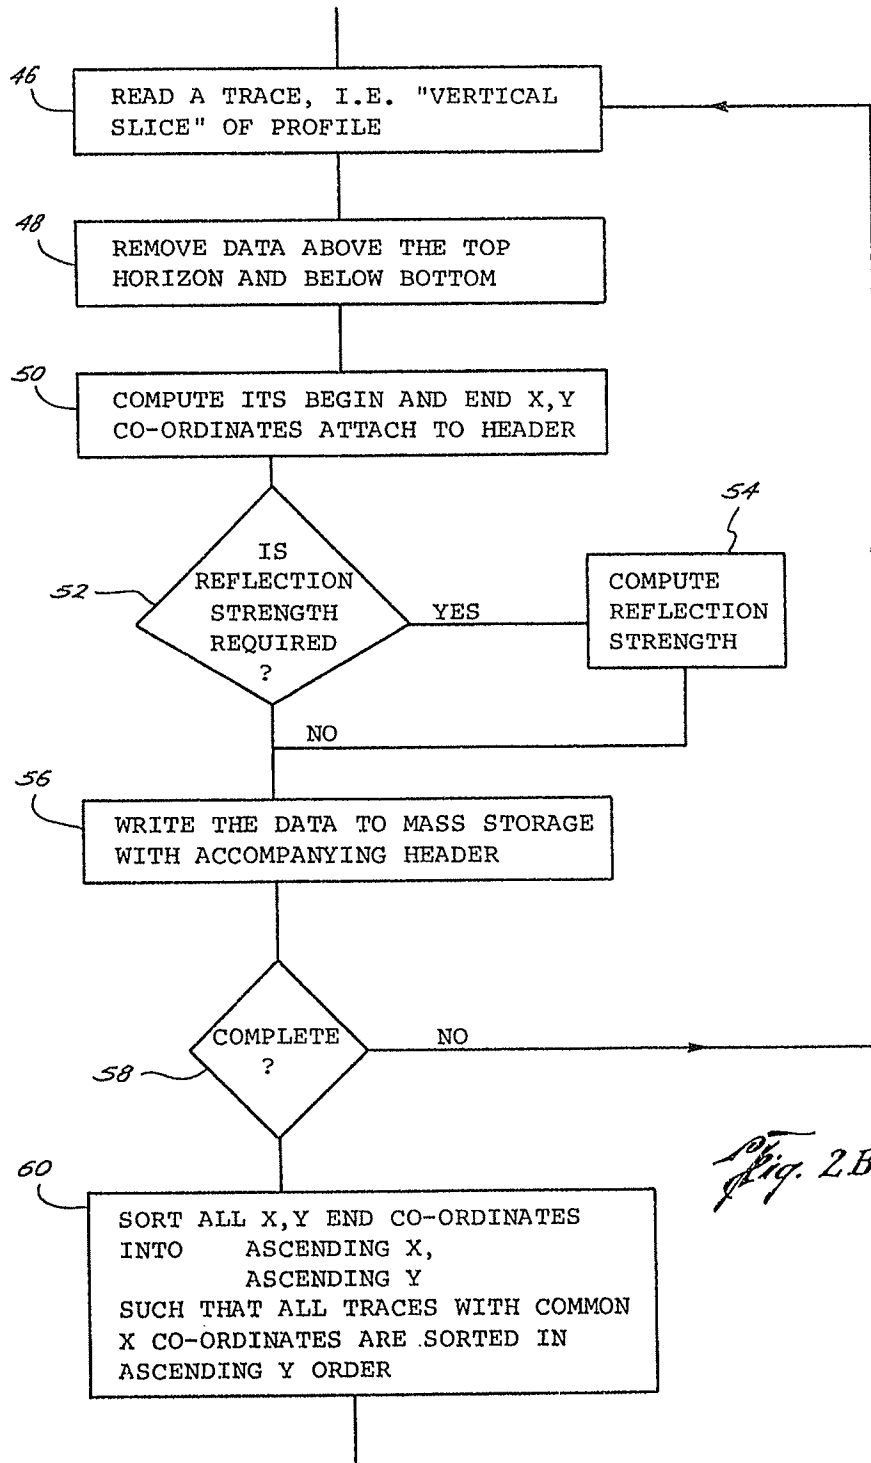 46
READ A TRACE, I.E. "VERTICAL
SLICE" OF PROFILE
48
REMOVE DATA ABOVE THE TOP
HORIZON AND BELOW BOTTOM
50
COMPUTE ITS BEGIN AND END X,Y
CO-ORDINATES ATTACH TO HEADER
52
IS
REFLECTION
STRENGTH
REQUIRED
?
YES
54
COMPUTE
REFLECTION
STRENGTH
NO
56
WRITE THE DATA TO MASS STORAGE
WITH ACCOMPANYING HEADER
58
COMPLETE
?
NO
Fig. 2B
60
SORT ALL X,Y END CO-ORDINATES
INTO ASCENDING X,
ASCENDING Y
SUCH THAT ALL TRACES WITH COMMON
X CO-ORDINATES ARE SORTED IN
ASCENDING Y ORDER